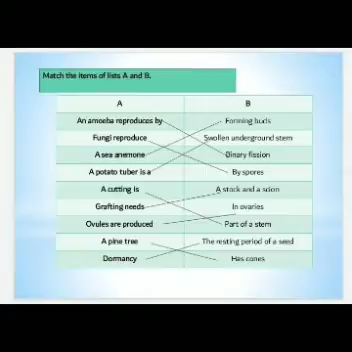 Match the items of lists A and B.
A B
An amoeba reproduces by Forming buds
Fungi reproduce Swollen underground stem
A sea anemone Binary fission
A potato tuber is a By spores
A cutting is A stock and a scion
Grafting needs In ovaries
Ovules are produced Part of a stem
A pine tree The resting period of a seed
Dormancy Has cones